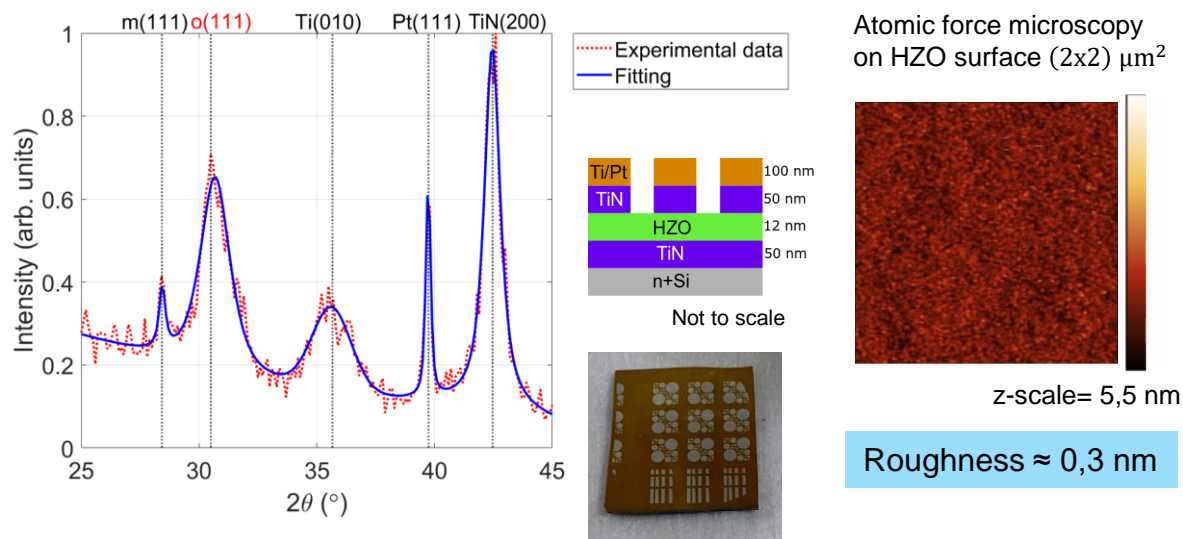 m(111) o(111) Ti(010) Pt(111) TiN(200)
1
0.8
0.6
0.4
0.2
0
25 30 35 40 45
Intensity (arb. units)
2θ (°)
Experimental data
Fitting
Ti/Pt 100 nm
TiN 50 nm
HZO 12 nm
TiN 50 nm
n+Si
Not to scale
Atomic force microscopy
on HZO surface (2x2) μm²
z-scale= 5,5 nm
Roughness ≈ 0,3 nm